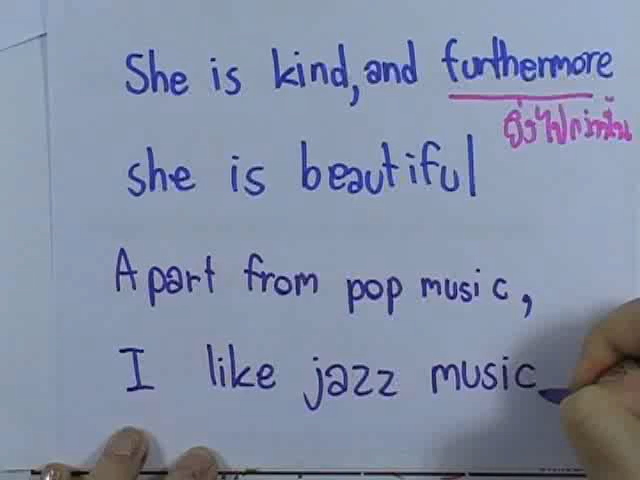 She is kind, and furthermore
ยิ่งไปกว่านั้น
she is beautiful
Apart from pop music,
I like jazz music